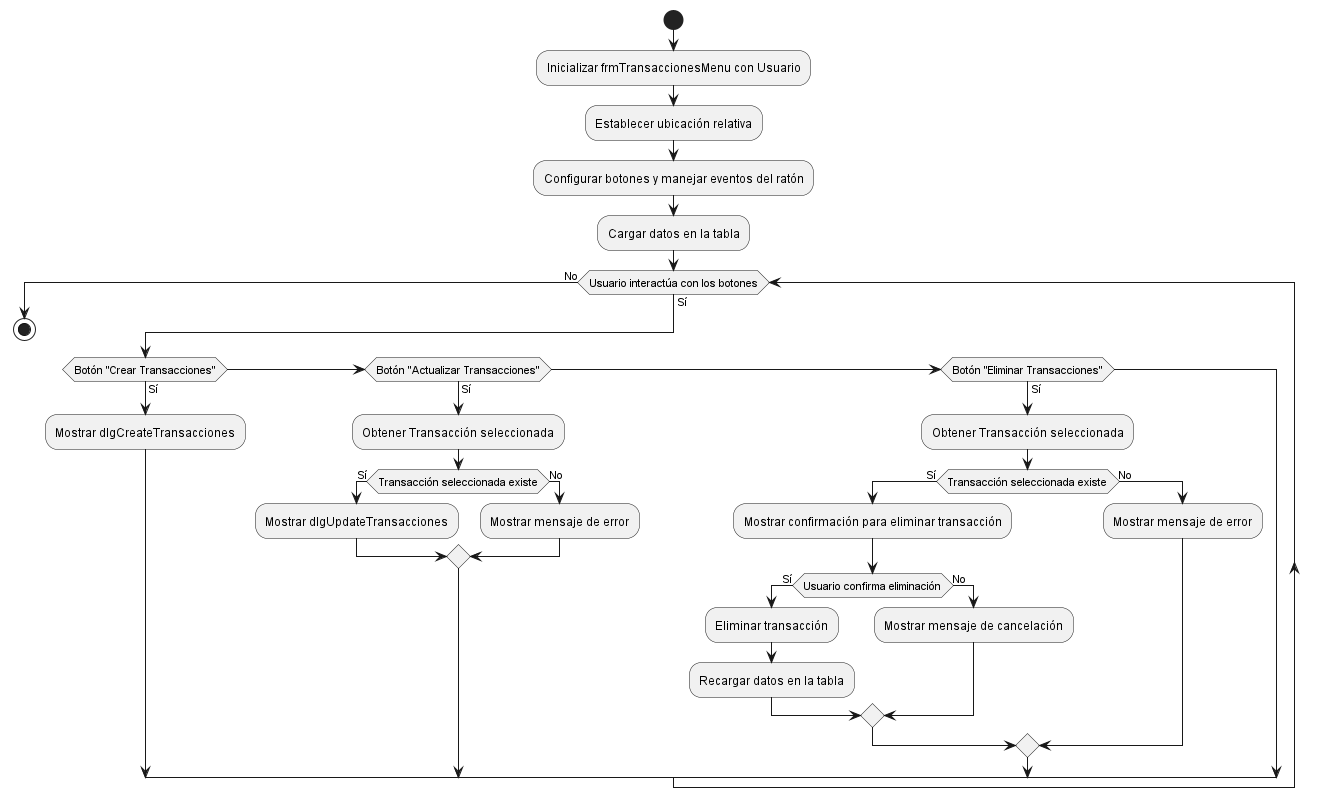 Inicializar frmTransaccionesMenu con Usuario
Establecer ubicación relativa
Configurar botones y manejar eventos del ratón
Cargar datos en la tabla
No
Usuario interactúa con los botones
Sí
Botón "Crear Transacciones"
Botón "Actualizar Transacciones"
Botón "Eliminar Transacciones"
Sí
Sí
Sí
Mostrar dlgCreateTransacciones
Obtener Transacción seleccionada
Obtener Transacción seleccionada
Sí
Transacción seleccionada existe
No
Sí
Transacción seleccionada existe
No
Mostrar dlgUpdateTransacciones
Mostrar mensaje de error
Mostrar confirmación para eliminar transacción
Mostrar mensaje de error
Sí
Usuario confirma eliminación
No
Eliminar transacción
Mostrar mensaje de cancelación
Recargar datos en la tabla